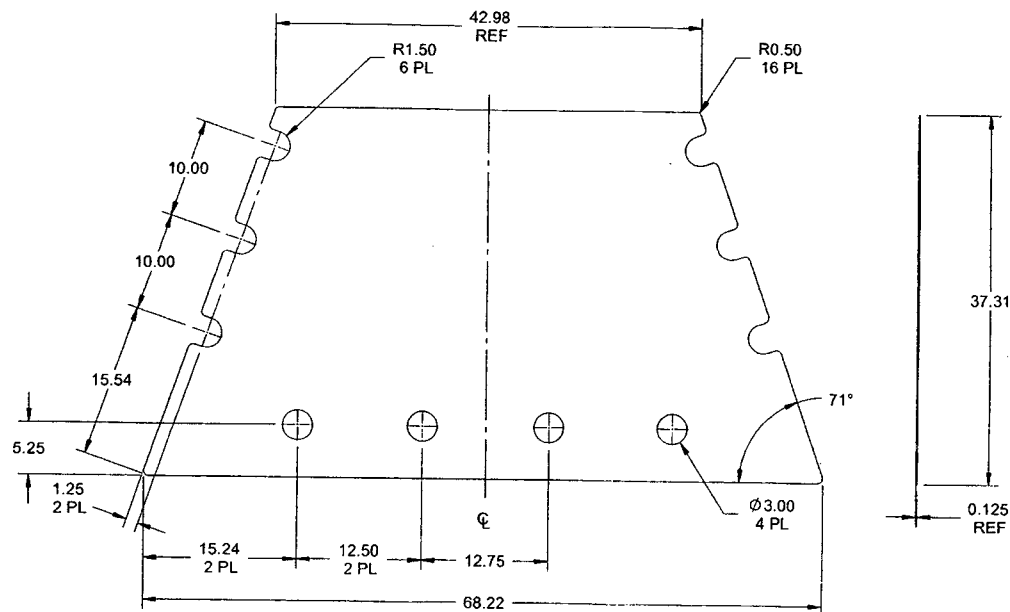 42.98
REF
R1.50
6 PL
R0.50
16 PL
10.00
10.00
37.31
15.54
71°
5.25
1.25
2 PL
Ø3.00
4 PL
0.125
REF
℄
15.24
2 PL
12.50
2 PL
12.75
68.22